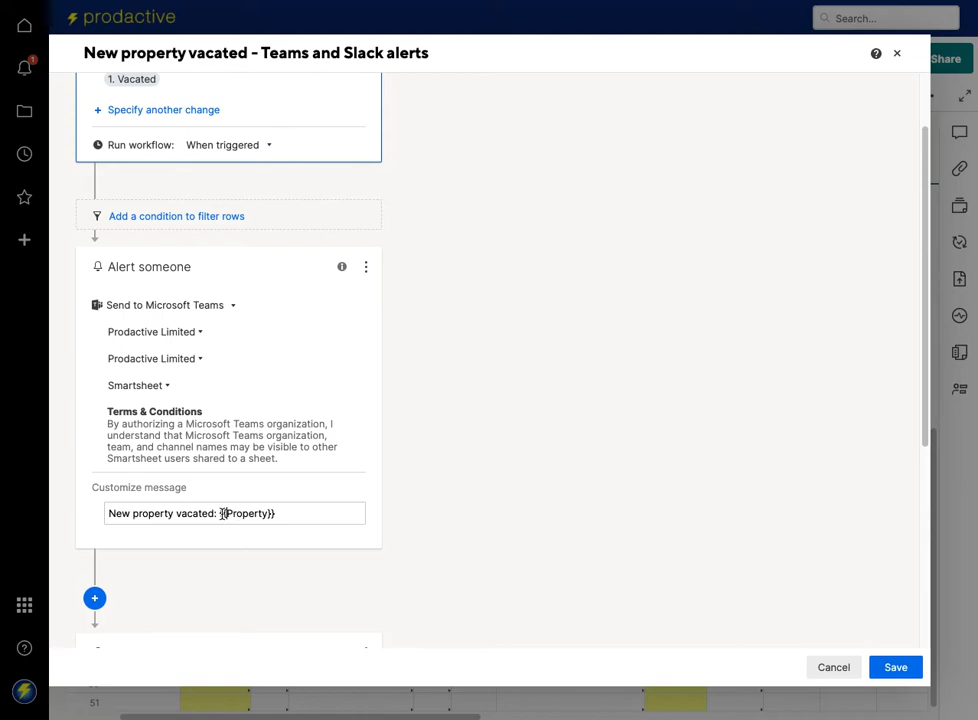 prodactive
Search...
1
New property vacated - Teams and Slack alerts
Share
1. Vacated
+ Specify another change
Run workflow: When triggered
Add a condition to filter rows
Alert someone
Send to Microsoft Teams
Prodactive Limited
Prodactive Limited
Smartsheet
Terms & Conditions
By authorizing a Microsoft Teams organization, I
understand that Microsoft Teams organization,
team, and channel names may be visible to other
Smartsheet users shared to a sheet.
Customize message
New property vacated: {{Property}}
Cancel
Save
51